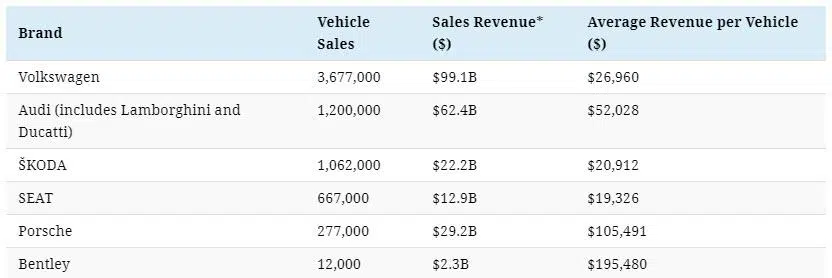 Brand Vehicle Sales Revenue* Average Revenue per Vehicle
Sales ($) ($)
Volkswagen 3,677,000 $99.1B $26,960
Audi (includes Lamborghini and 1,200,000 $62.4B $52,028
Ducatti)
ŠKODA 1,062,000 $22.2B $20,912
SEAT 667,000 $12.9B $19,326
Porsche 277,000 $29.2B $105,491
Bentley 12,000 $2.3B $195,480